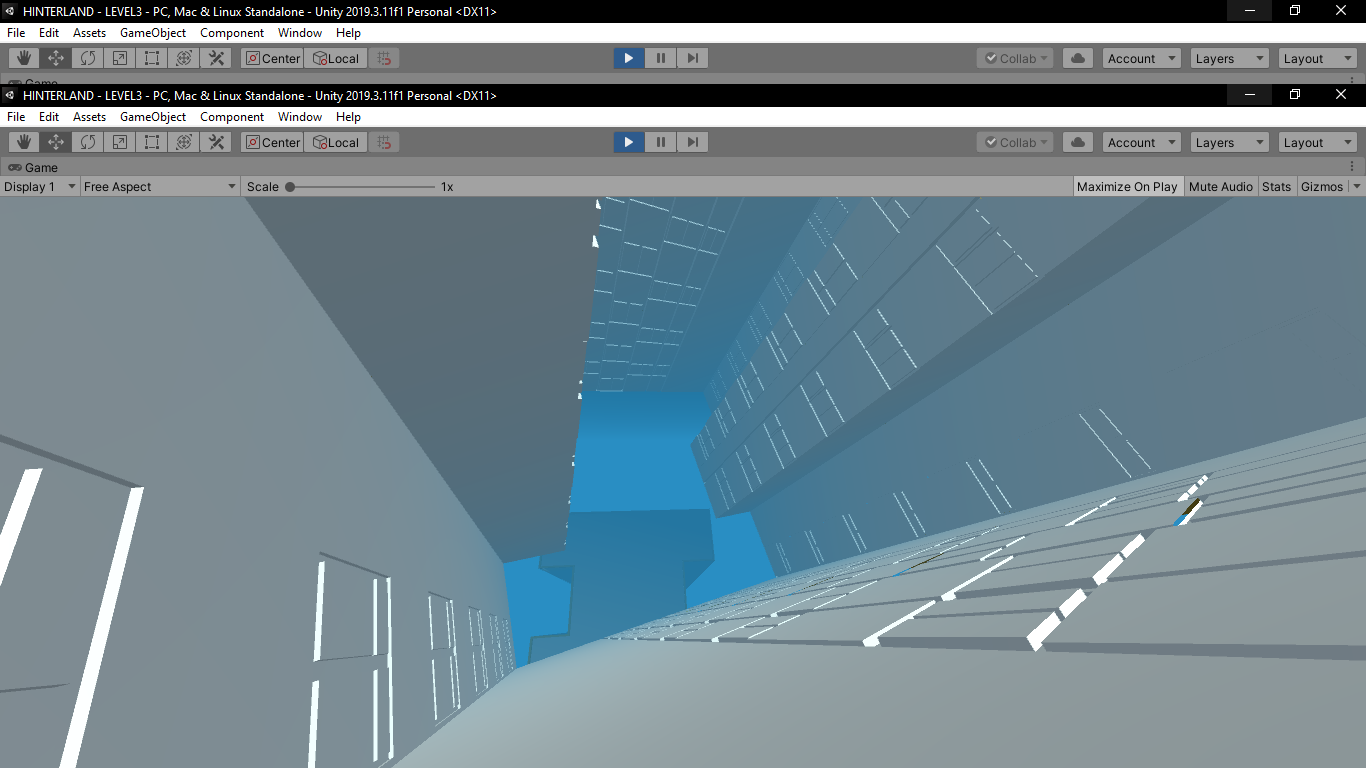 HINTERLAND - LEVEL3 - PC, Mac & Linux Standalone - Unity 2019.3.11f1 Personal <DX11>
File Edit Assets GameObject Component Window Help
Center Local Collab Account Layers Layout
Game
HINTERLAND - LEVEL3 - PC, Mac & Linux Standalone - Unity 2019.3.11f1 Personal <DX11>
File Edit Assets GameObject Component Window Help
Center Local Collab Account Layers Layout
Game
Display 1 Free Aspect Scale 1x Maximize On Play Mute Audio Stats Gizmos